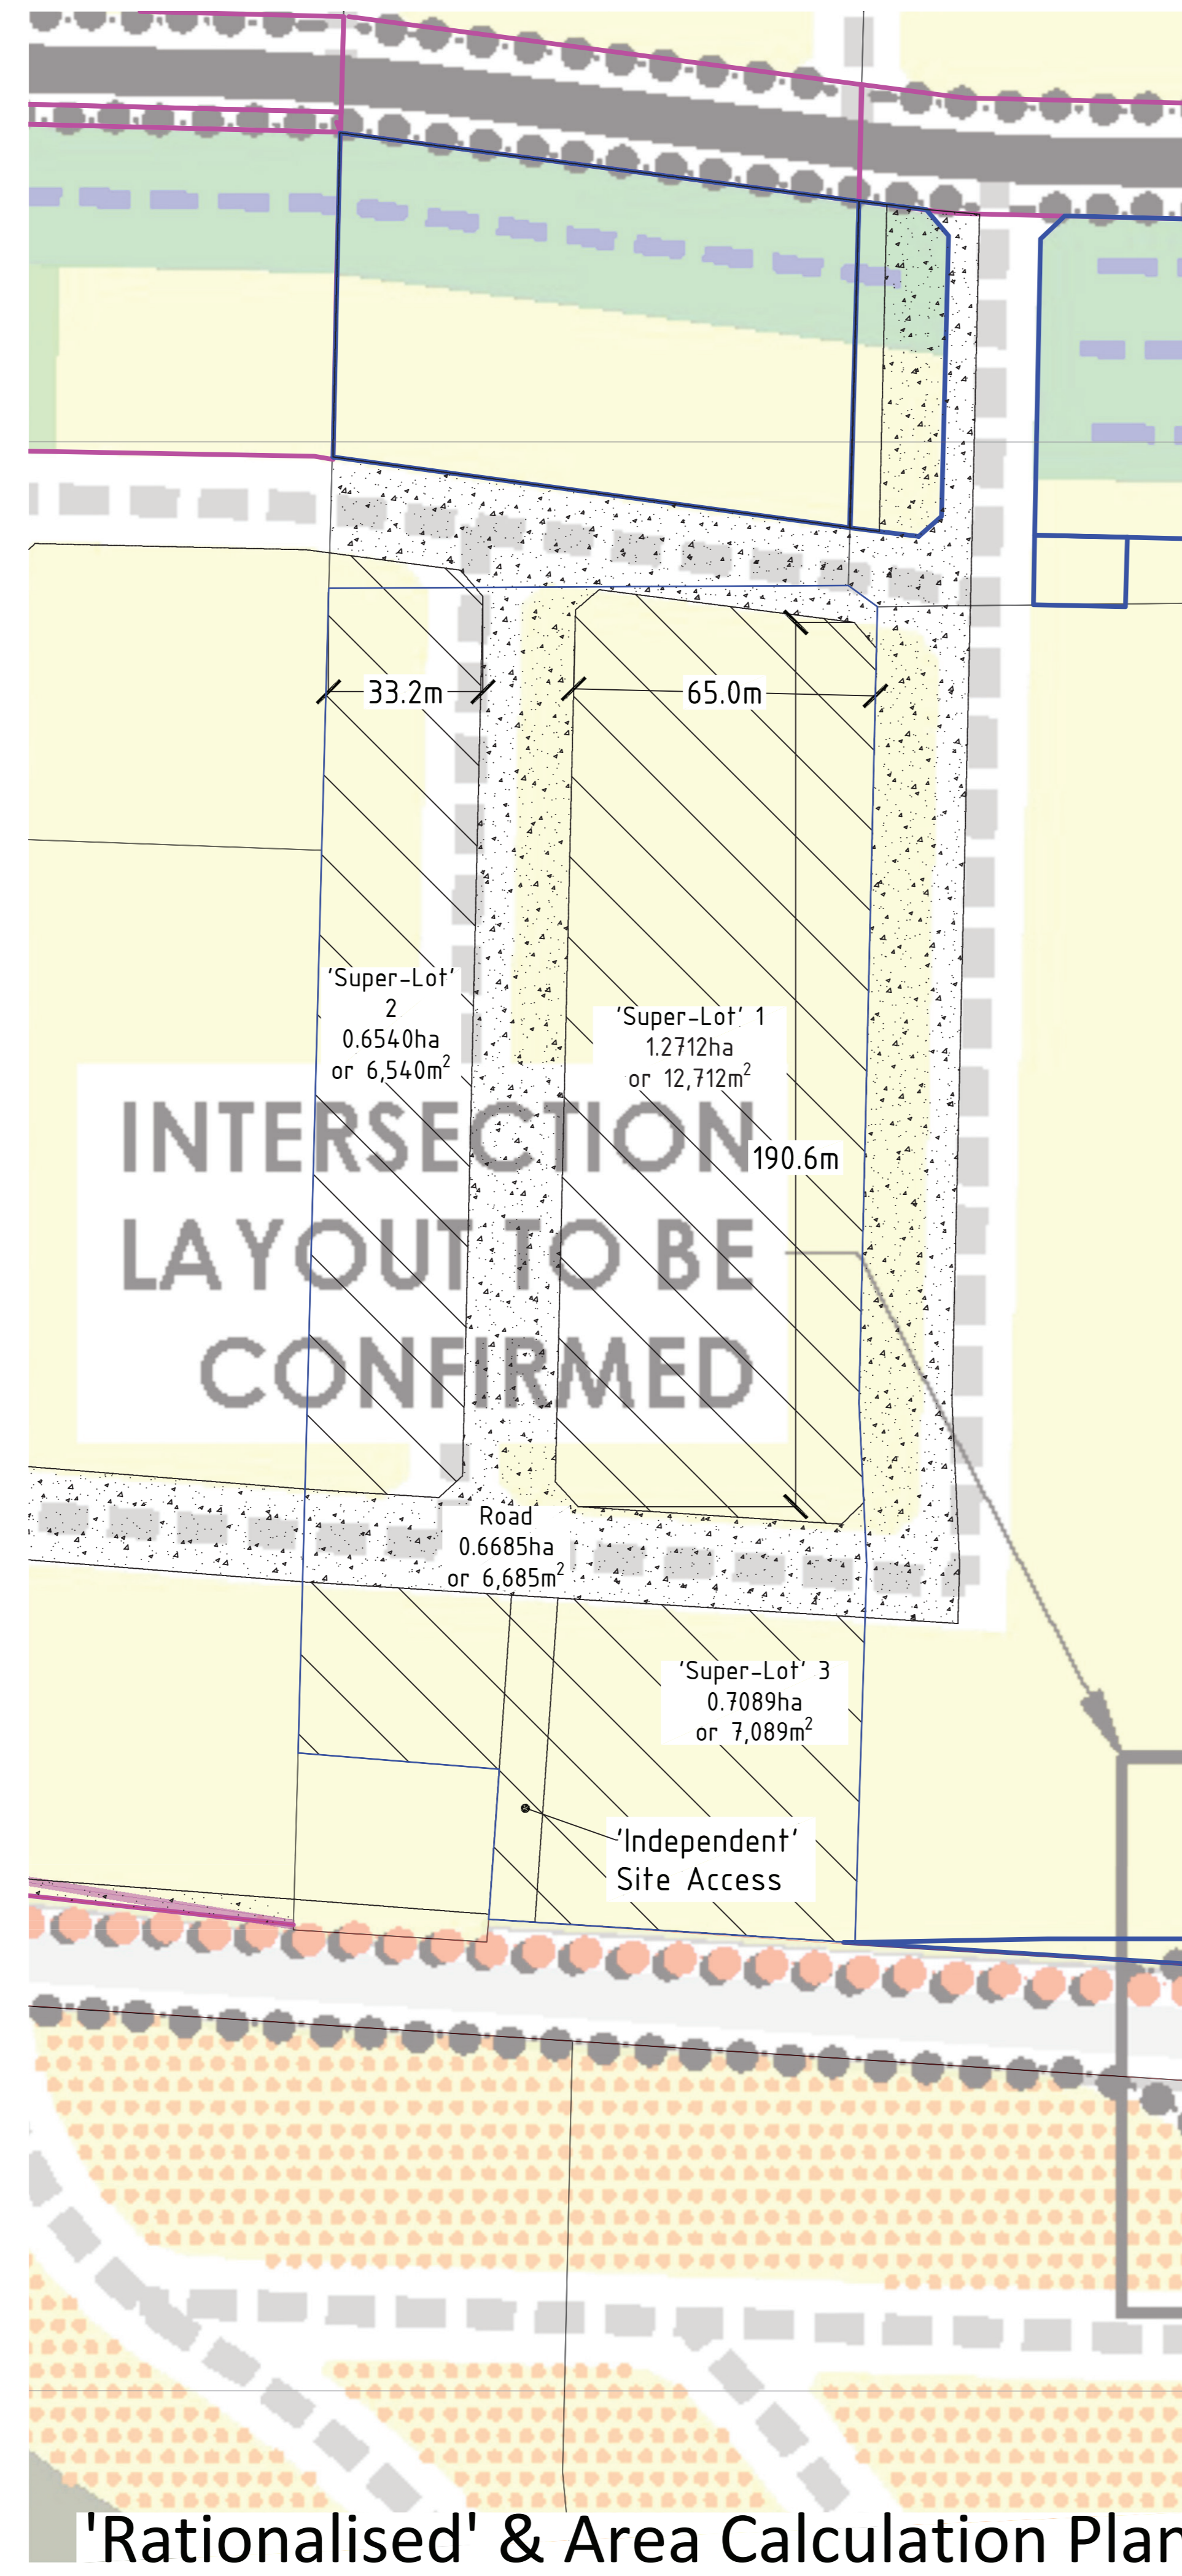 33.2m
65.0m
'Super-Lot'
2
0.6540ha
or 6,540m²
'Super-Lot' 1
1.2712ha
or 12,712m²
INTERSECTION
LAYOUT TO BE
CONFIRMED
190.6m
Road
0.6685ha
or 6,685m²
'Super-Lot' 3
0.7089ha
or 7,089m²
'Independent'
Site Access
'Rationalised' & Area Calculation Plan